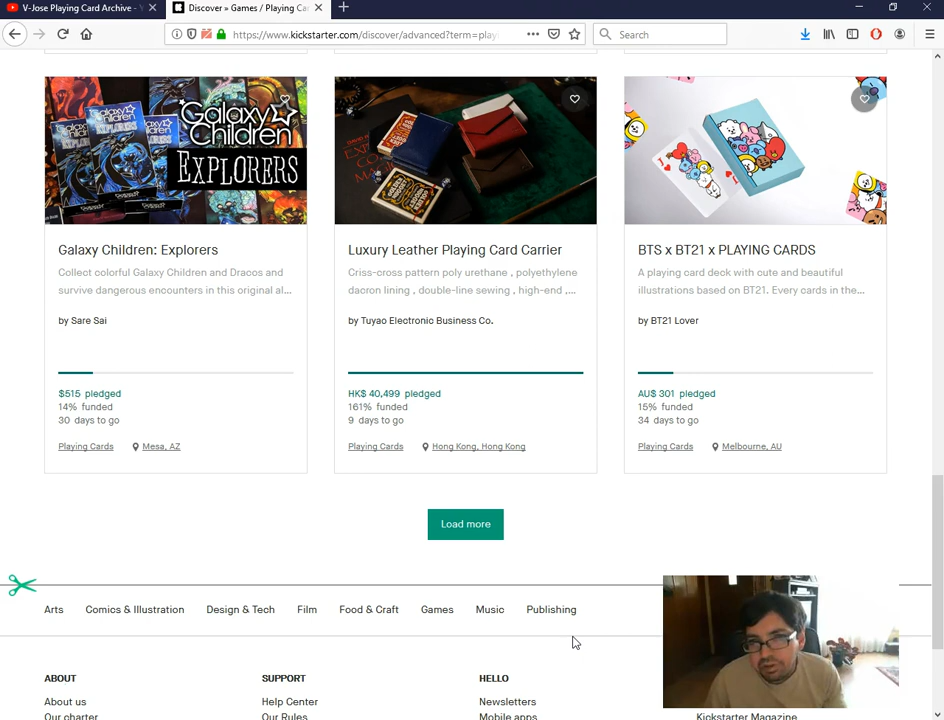 V-Jose Playing Card Archive - Y
Discover » Games / Playing Car
https://www.kickstarter.com/discover/advanced?term=play
Search
Galaxy Children
EXPLORERS
Galaxy Children: Explorers
Collect colorful Galaxy Children and Dracos and
survive dangerous encounters in this original al...
by Sare Sai
$515 pledged
14% funded
30 days to go
Playing Cards
Mesa, AZ
Luxury Leather Playing Card Carrier
Criss-cross pattern poly urethane , polyethylene
dacron lining , double-line sewing , high-end ,...
by Tuyao Electronic Business Co.
HK$ 40,499 pledged
161% funded
9 days to go
Playing Cards
Hong Kong, Hong Kong
BTS x BT21 x PLAYING CARDS
A playing card deck with cute and beautiful
illustrations based on BT21. Every cards in the...
by BT21 Lover
AU$ 301 pledged
15% funded
34 days to go
Playing Cards
Melbourne, AU
Load more
Arts Comics & Illustration Design & Tech Film Food & Craft Games Music Publishing
ABOUT
About us
Our charter
SUPPORT
Help Center
Our Rules
HELLO
Newsletters
Mobile apps
Kickstarter Magazine